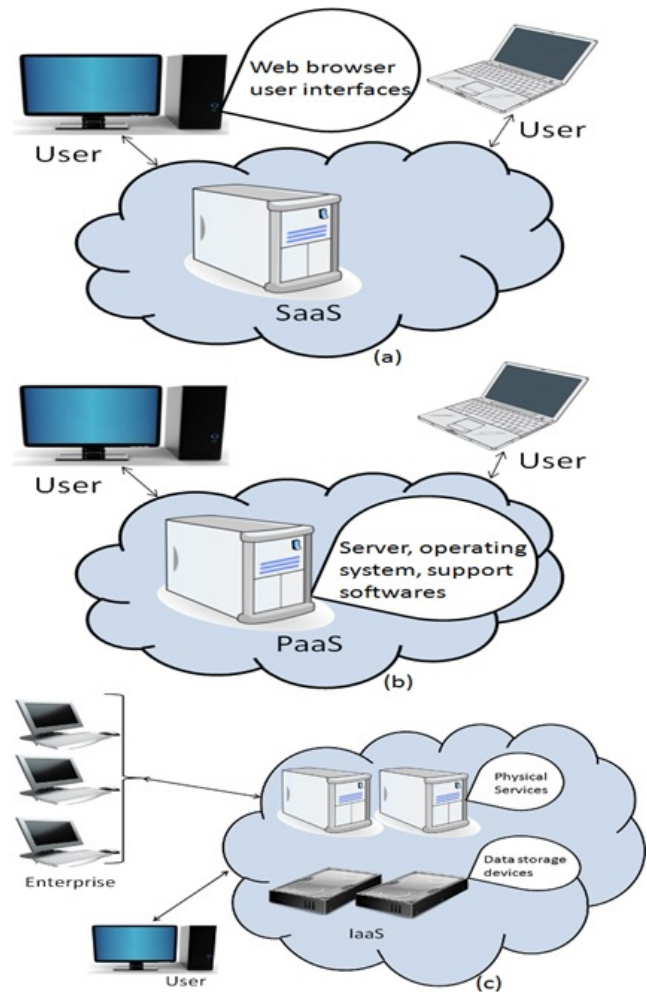 Web browser
user interfaces
User
User
SaaS
(a)
User
User
Server, operating
system, support
softwares
PaaS
(b)
Physical
Services
Data storage
devices
Enterprise
IaaS
User
(c)